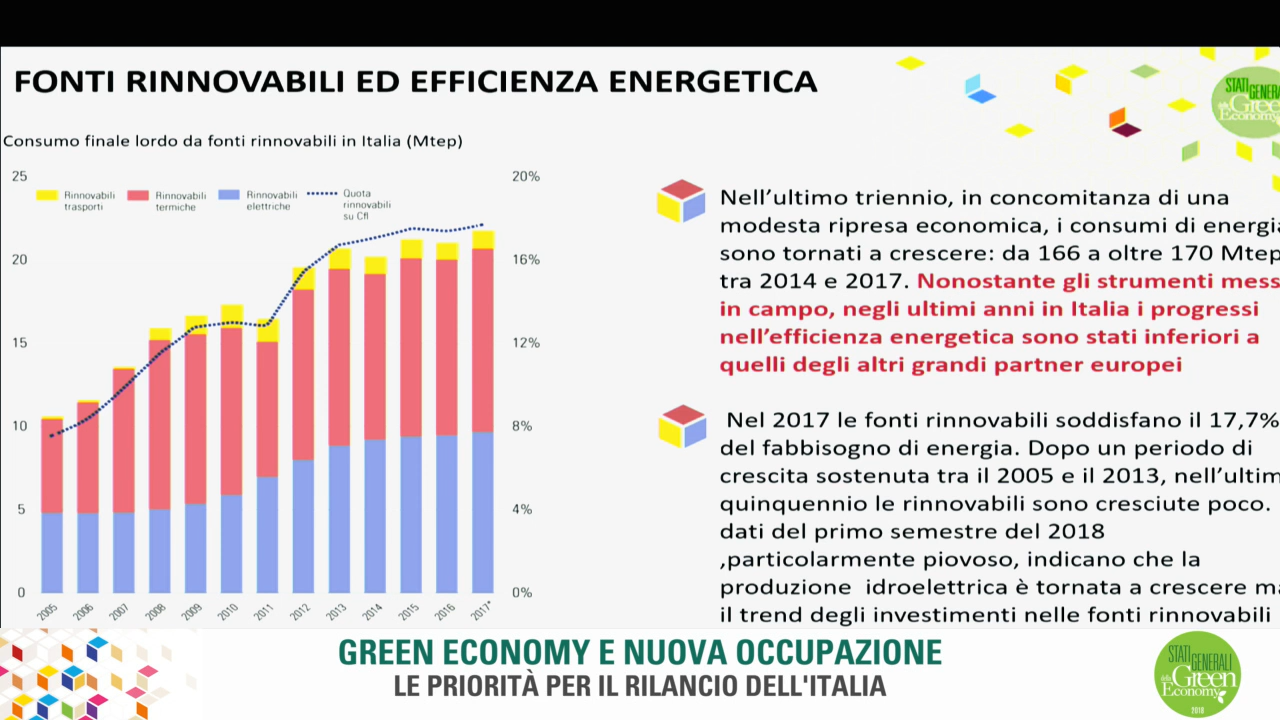 FONTI RINNOVABILI ED EFFICIENZA ENERGETICA
STATI
GENERA
Green
Economy
Consumo finale lordo da fonti rinnovabili in Italia (Mtep)
25
20%
Rinnovabili
trasporti
Rinnovabili
termiche
Rinnovabili
elettriche
Quota
rinnovabili
su Cfl
20
16%
15
12%
10
8%
5
4%
0
0%
2005
2006
2007
2008
2009
2010
2011
2012
2013
2014
2015
2016
2017*
Nell'ultimo triennio, in concomitanza di una
modesta ripresa economica, i consumi di energia
sono tornati a crescere: da 166 a oltre 170 Mtep
tra 2014 e 2017. Nonostante gli strumenti mess
in campo, negli ultimi anni in Italia i progressi
nell'efficienza energetica sono stati inferiori a
quelli degli altri grandi partner europei
Nel 2017 le fonti rinnovabili soddisfano il 17,7%
del fabbisogno di energia. Dopo un periodo di
crescita sostenuta tra il 2005 e il 2013, nell'ultim
quinquennio le rinnovabili sono cresciute poco.
dati del primo semestre del 2018
,particolarmente piovoso, indicano che la
produzione idroelettrica è tornata a crescere ma
il trend degli investimenti nelle fonti rinnovabili
GREEN ECONOMY E NUOVA OCCUPAZIONE
LE PRIORITÀ PER IL RILANCIO DELL'ITALIA
STATI
GENERALI
della Green
Economy
2018